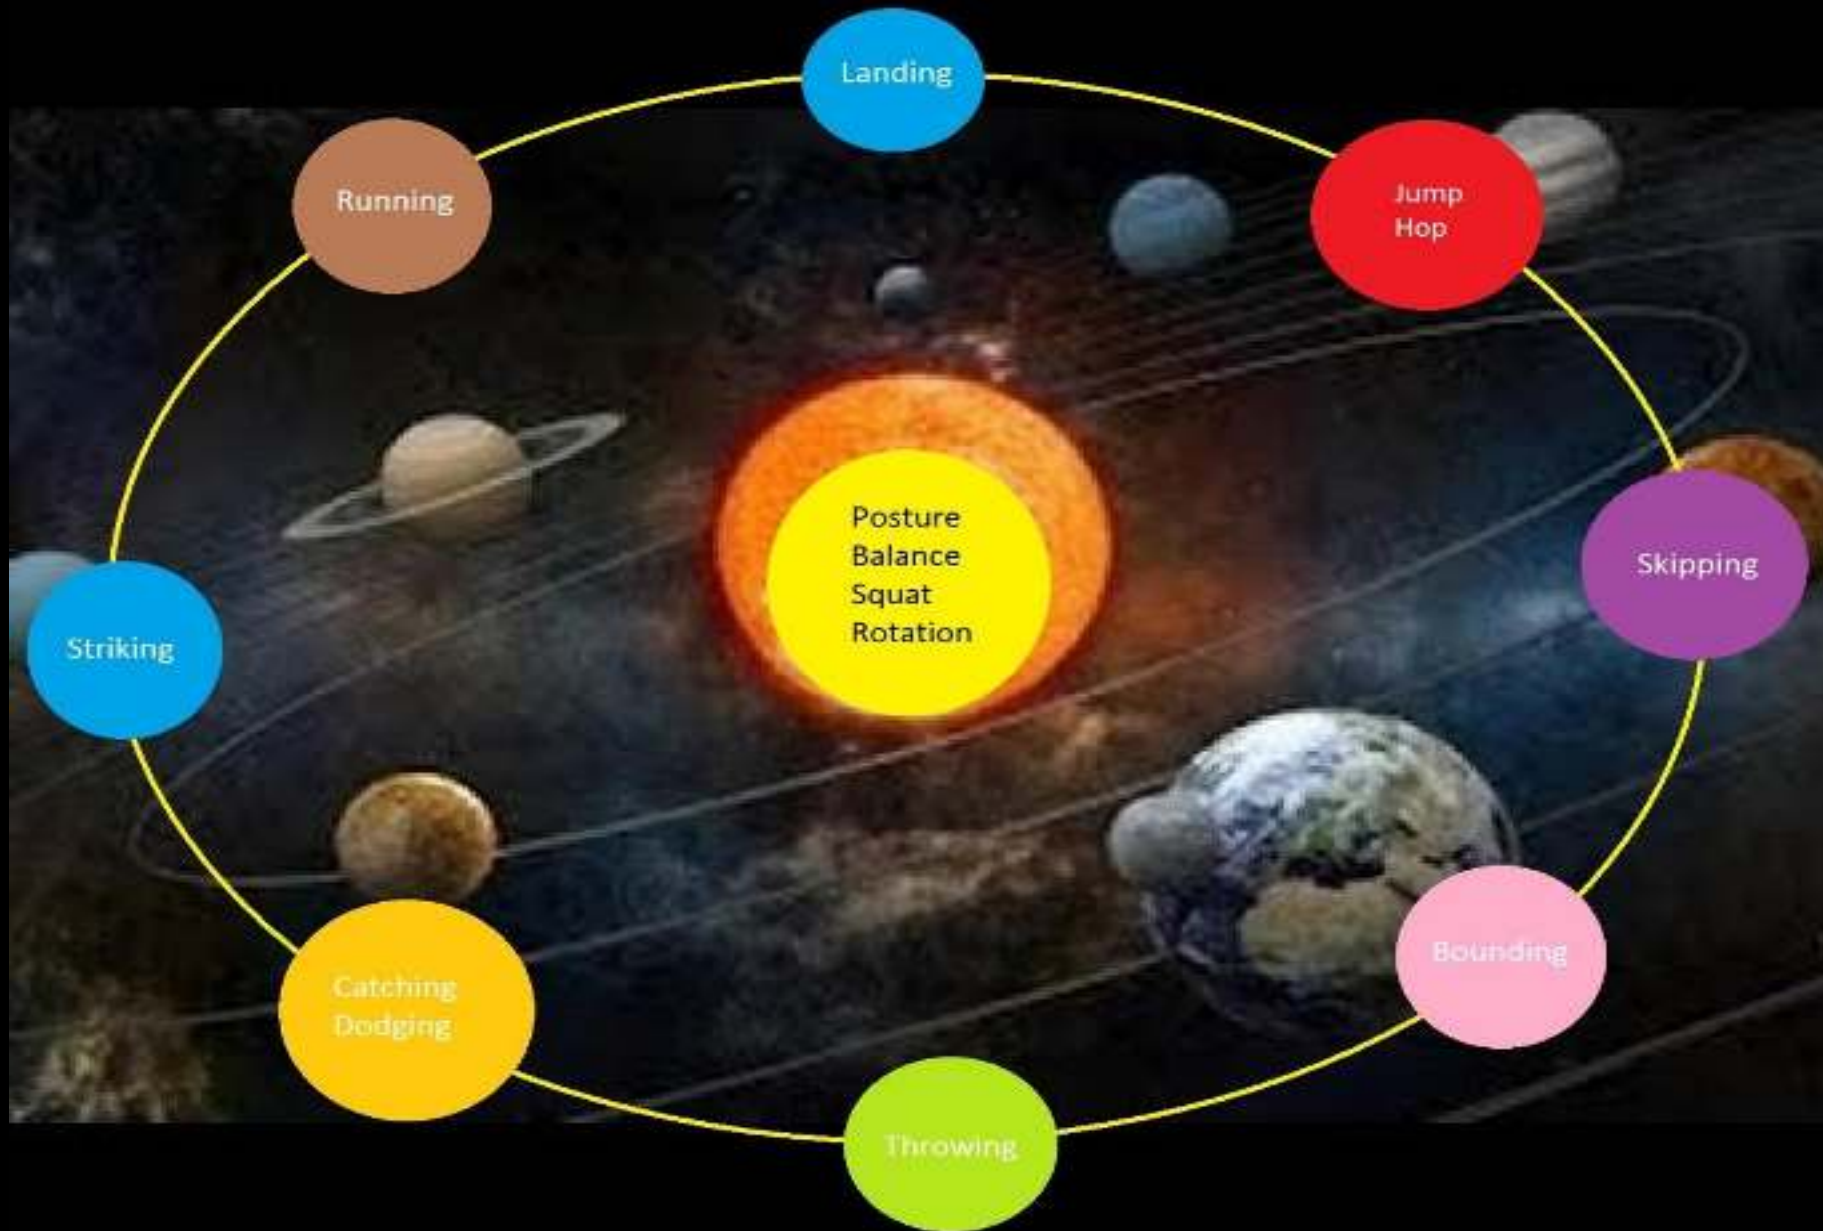 Landing
Running
Jump
Hop
Posture
Balance
Squat
Rotation
Skipping
Striking
Bounding
Catching
Dodging
Throwing